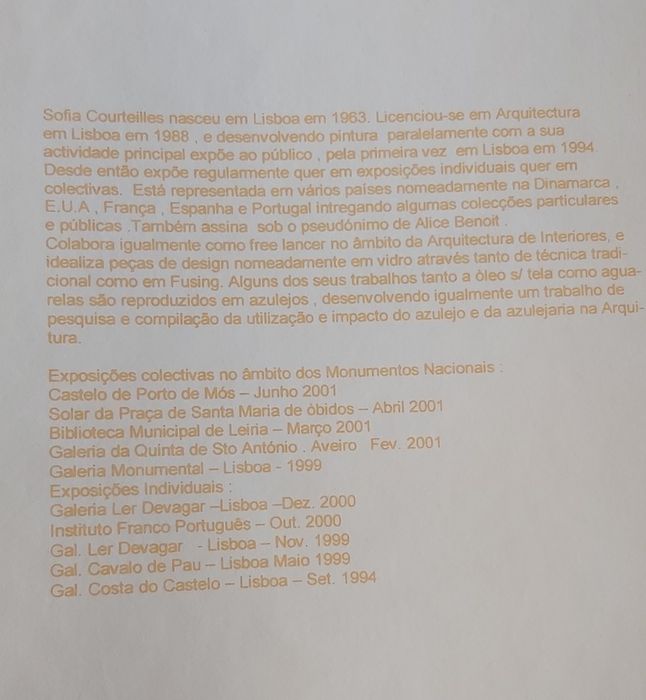 Sofia Courteilles nasceu em Lisboa em 1963. Licenciou-se em Arquitectura
em Lisboa em 1988 , e desenvolvendo pintura paralelamente com a sua
actividade principal expõe ao público , pela primeira vez em Lisboa em 1994
Desde então expõe regularmente quer em exposições individuais quer em
colectivas. Está representada em vários países nomeadamente na Dinamarca ,
E.U.A , França , Espanha e Portugal intregando algumas colecções particulares
e públicas .Também assina sob o pseudónimo de Alice Benoit .
Colabora igualmente como free lancer no âmbito da Arquitectura de Interiores, e
idealiza peças de design nomeadamente em vidro através tanto de técnica tradi-
cional como em Fusing. Alguns dos seus trabalhos tanto a òleo s/ tela como agua-
relas são reproduzidos em azulejos , desenvolvendo igualmente um trabalho de
pesquisa e compilação da utilização e impacto do azulejo e da azulejaria na Arqui-
tura.
Exposições colectivas no âmbito dos Monumentos Nacionais :
Castelo de Porto de Mós – Junho 2001
Solar da Praça de Santa Maria de òbidos – Abril 2001
Biblioteca Municipal de Leiria – Março 2001
Galeria da Quinta de Sto António . Aveiro Fev. 2001
Galeria Monumental – Lisboa - 1999
Exposições Individuais :
Galeria Ler Devagar –Lisboa –Dez. 2000
Instituto Franco Português – Out. 2000
Gal. Ler Devagar - Lisboa – Nov. 1999
Gal. Cavalo de Pau – Lisboa Maio 1999
Gal. Costa do Castelo – Lisboa – Set. 1994